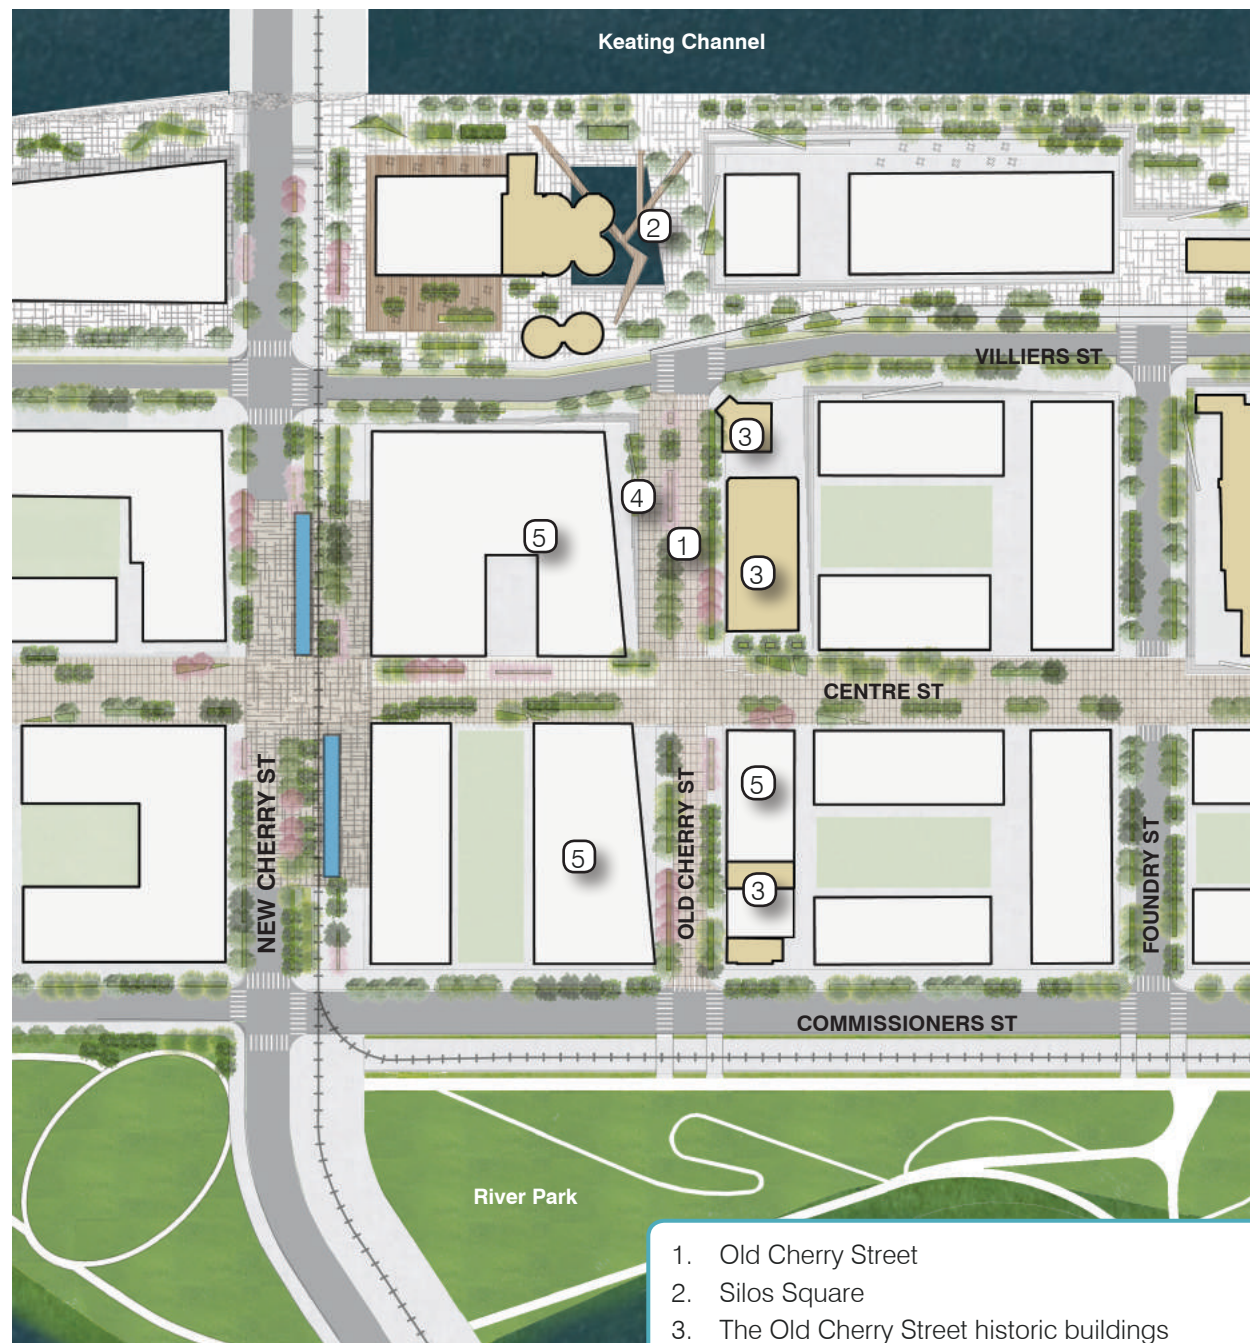 Keating Channel
2
VILLIERS ST
3
4
5
1
3
CENTRE ST
NEW CHERRY ST
OLD CHERRY ST
5
FOUNDRY ST
5
3
COMMISSIONERS ST
River Park
1. Old Cherry Street
2. Silos Square
3. The Old Cherry Street historic buildings